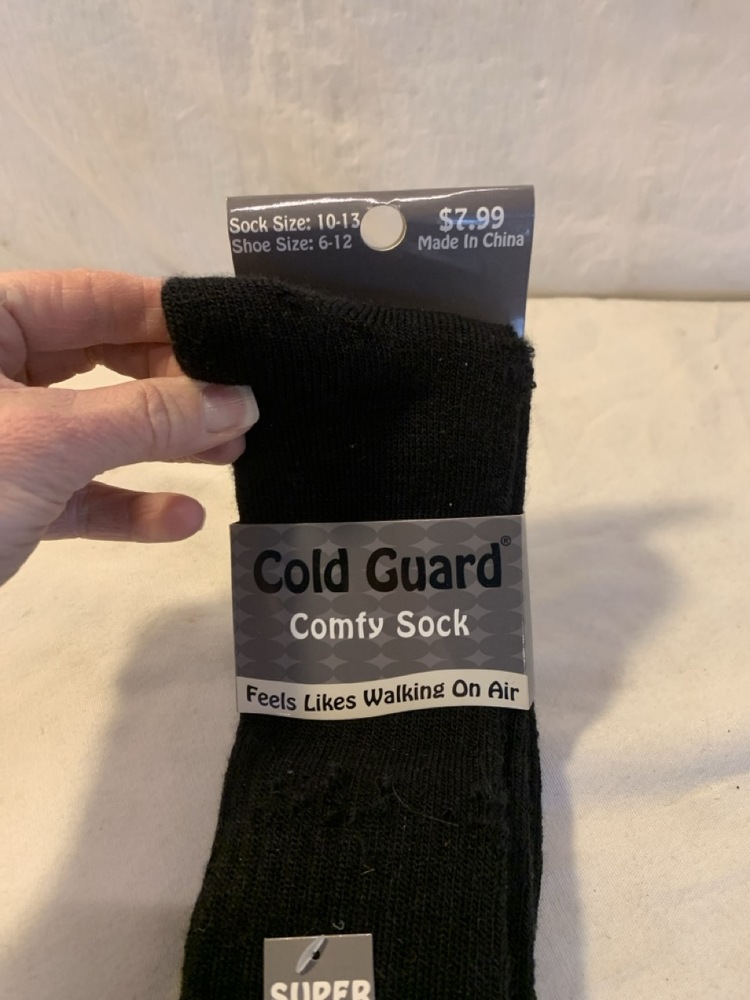 Sock Size: 10-13
Shoe Size: 6-12
$7.99
Made In China
Cold Guard®
Comfy Sock
Feels Likes Walking On Air
SUPER